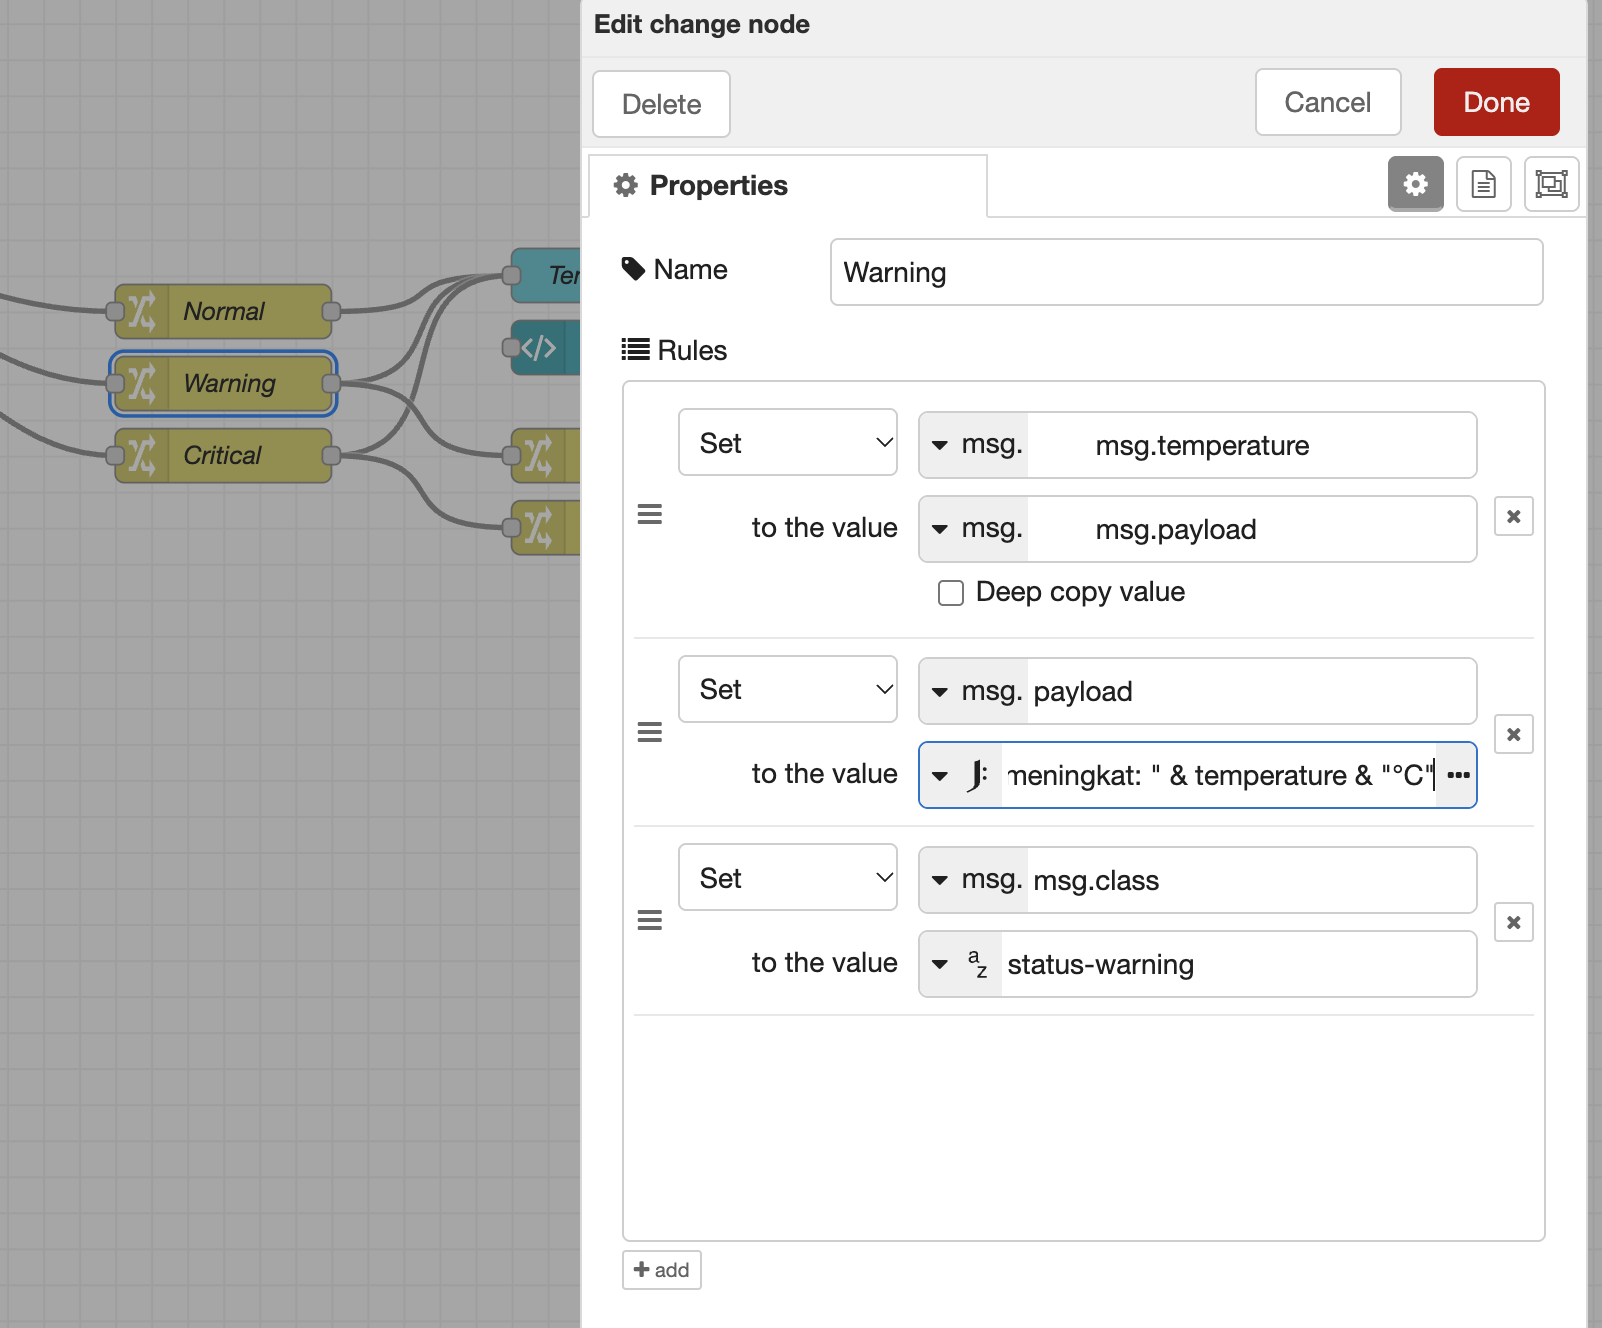 Edit change node
Delete
Cancel
Done
Properties
Name
Warning
Rules
Set
msg.
msg.temperature
to the value
msg.
msg.payload
Deep copy value
Set
msg. payload
to the value
meningkat: " & temperature & "°C"
Set
msg. msg.class
to the value
az status-warning
add
Normal
Warning
Critical